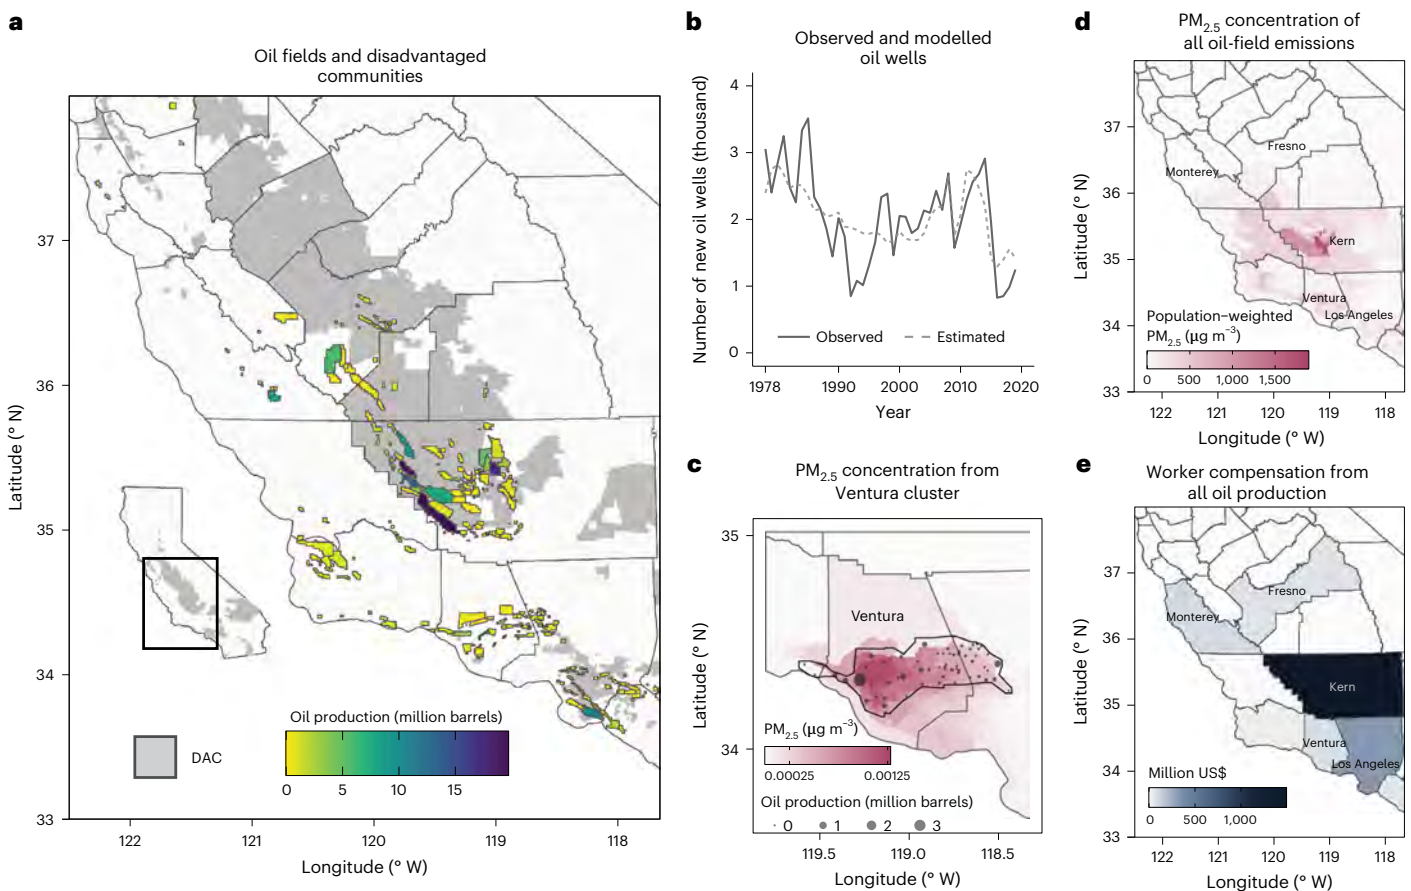 a
Oil fields and disadvantaged
communities
37
36
35
34
33
Latitude (° N)
122
121
120
119
118
Longitude (° W)
DAC
Oil production (million barrels)
0
5
10
15
b
Observed and modelled
oil wells
Number of new oil wells (thousand)
4
3
2
1
0
Observed
Estimated
1978
1990
2000
2010
2020
Year
c
PM2.5 concentration from
Ventura cluster
Latitude (° N)
35
34
Ventura
PM2.5 (μg m−3)
0.00025
0.00125
Oil production (million barrels)
0
1
2
3
119.5
119.0
118.5
Longitude (° W)
d
PM2.5 concentration of
all oil-field emissions
Latitude (° N)
37
36
35
34
33
Fresno
Monterey
Kern
Ventura
Los Angeles
Population–weighted
PM2.5 (μg m−3)
0
500
1,000
1,500
122
121
120
119
118
Longitude (° W)
e
Worker compensation from
all oil production
Latitude (° N)
37
36
35
34
33
Fresno
Monterey
Kern
Ventura
Los Angeles
Million US$
0
500
1,000
122
121
120
119
118
Longitude (° W)